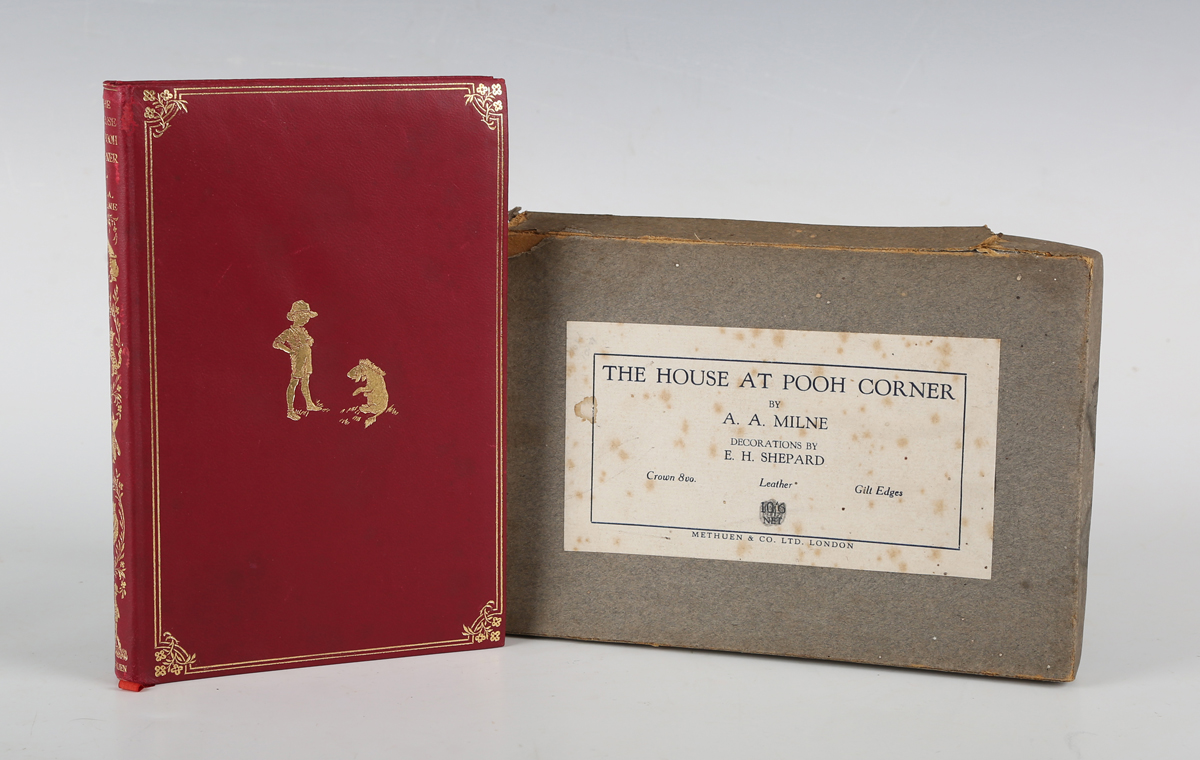 THE HOUSE AT POOH CORNER
BY
A. A. MILNE
DECORATIONS BY
E. H. SHEPARD
Crown 8vo. Leather Gilt Edges
NET
METHUEN & CO. LTD. LONDON